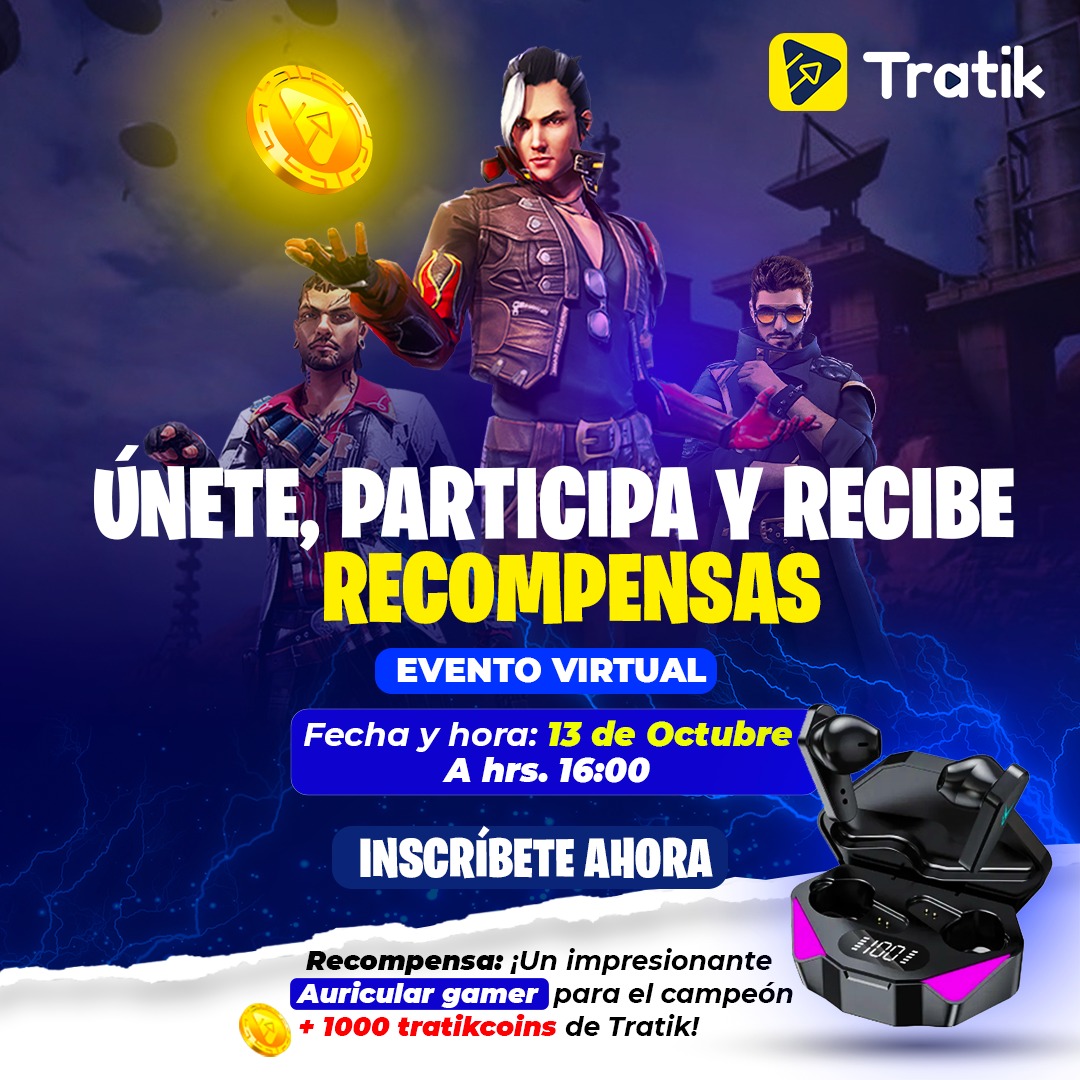 Tratik
ÚNETE, PARTICIPA Y RECIBE
RECOMPENSAS
EVENTO VIRTUAL
Fecha y hora: 13 de Octubre
A hrs. 16:00
INSCRÍBETE AHORA
100
Recompensa: ¡Un impresionante
Auricular gamer para el campeón
+ 1000 tratikcoins de Tratik!